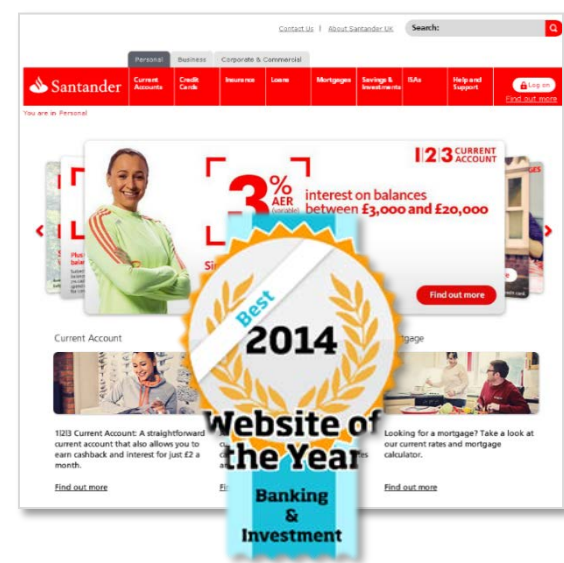 Contact Us | About Santander UK Search:
Personal Business Corporate & Commercial
Santander
Current Accounts
Credit Cards
Insurance
Loans
Mortgages
Savings & Investments
ISAs
Help and Support
Log on
Find out more
You are in Personal
1|2|3 CURRENT ACCOUNT
3% AER (variable)
interest on balances
between £3,000 and £20,000
Find out more
Best
2014
Website of
the Year
Banking
&
Investment
Current Account
1|2|3 Current Account: A straightforward
current account that also allows you to
earn cashback and interest for just £2 a
month.
Find out more
Looking for a mortgage? Take a look at
our current rates and mortgage
calculator.
Find out more